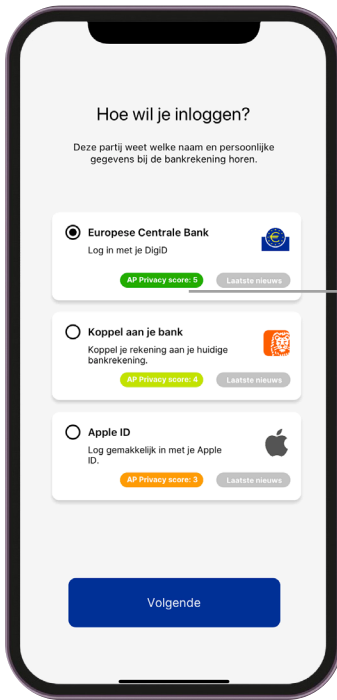 Hoe wil je inloggen?
Deze partij weet welke naam en persoonlijke
gegevens bij de bankrekening horen.
Europese Centrale Bank
Log in met je DigiD
AP Privacy score: 5
Laatste nieuws
Koppel aan je bank
Koppel je rekening aan je huidige
bankrekening.
AP Privacy score: 4
Laatste nieuws
Apple ID
Log gemakkelijk in met je Apple
ID.
AP Privacy score: 3
Laatste nieuws
Volgende